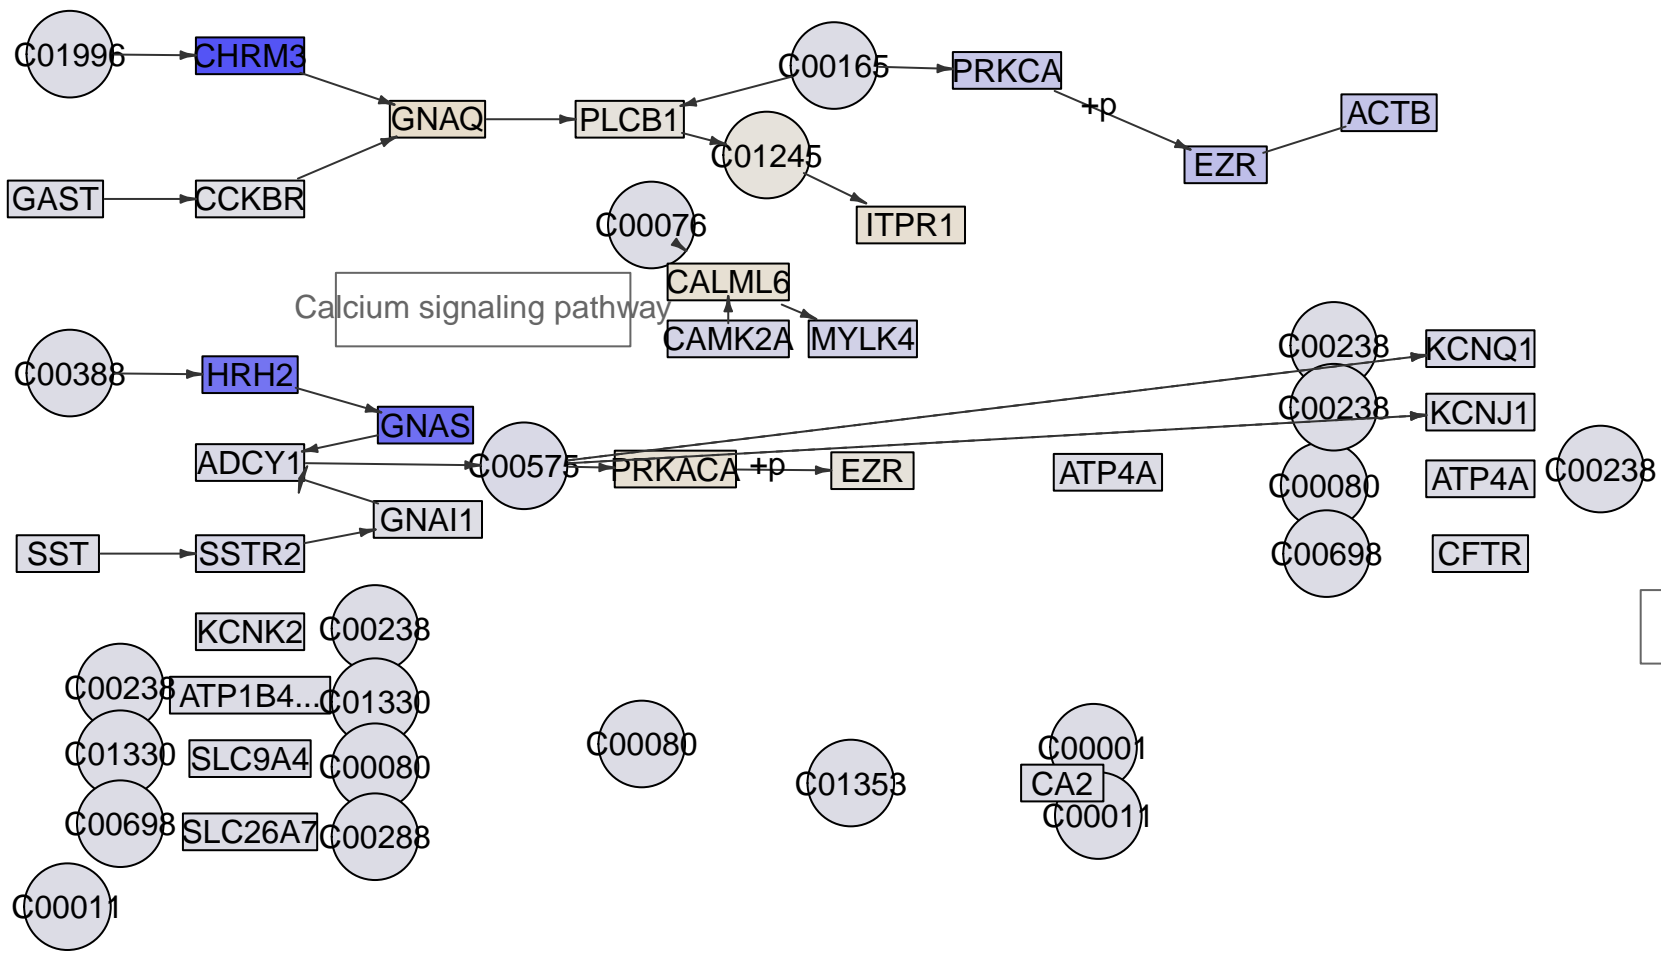 C01996
CHRM3
C00165
PRKCA
GNAQ
PLCB1
+p
ACTB
C01245
EZR
GAST
CCKBR
C00076
ITPR1
CALML6
Calcium signaling pathway
CAMK2A
MYLK4
C00238
KCNQ1
C00388
HRH2
C00238
KCNJ1
GNAS
ADCY1
C00575
PRKACA
+p
EZR
ATP4A
C00080
ATP4A
C00238
GNAI1
SST
SSTR2
C00698
CFTR
KCNK2
C00238
C00238
ATP1B4...
C01330
C01330
SLC9A4
C00080
C00080
C01353
C00001
CA2
C00011
C00698
SLC26A7
C00288
C00011